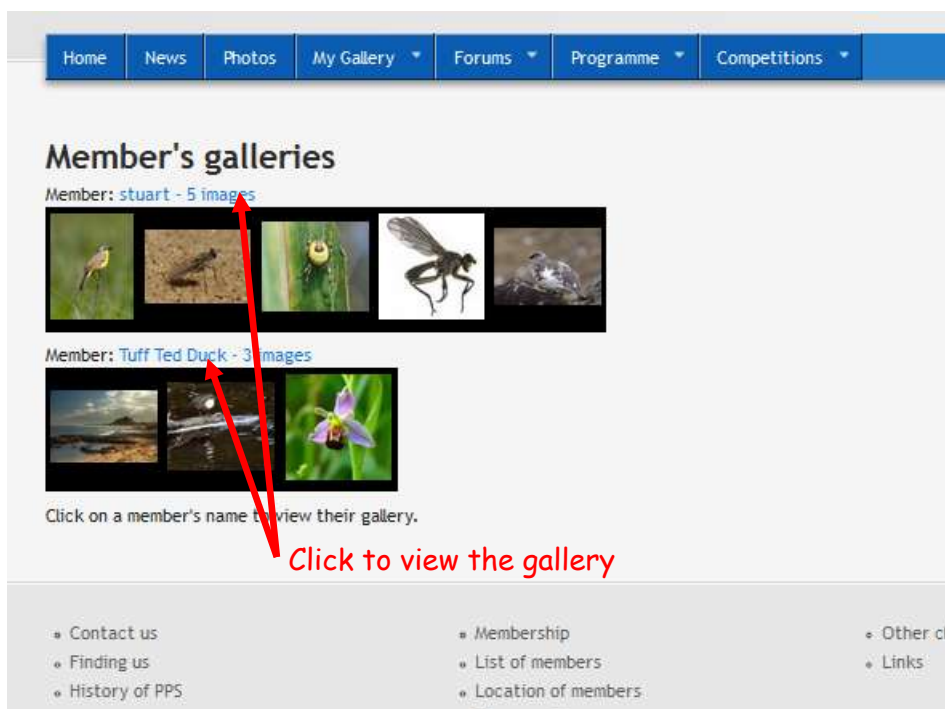 Home News Photos My Gallery Forums Programme Competitions
Member's galleries
Member: stuart - 5 images
Member: Tuff Ted Duck - 3 images
Click on a member's name to view their gallery.
Click to view the gallery
Contact us Membership Other
Finding us List of members Links
History of PPS Location of members